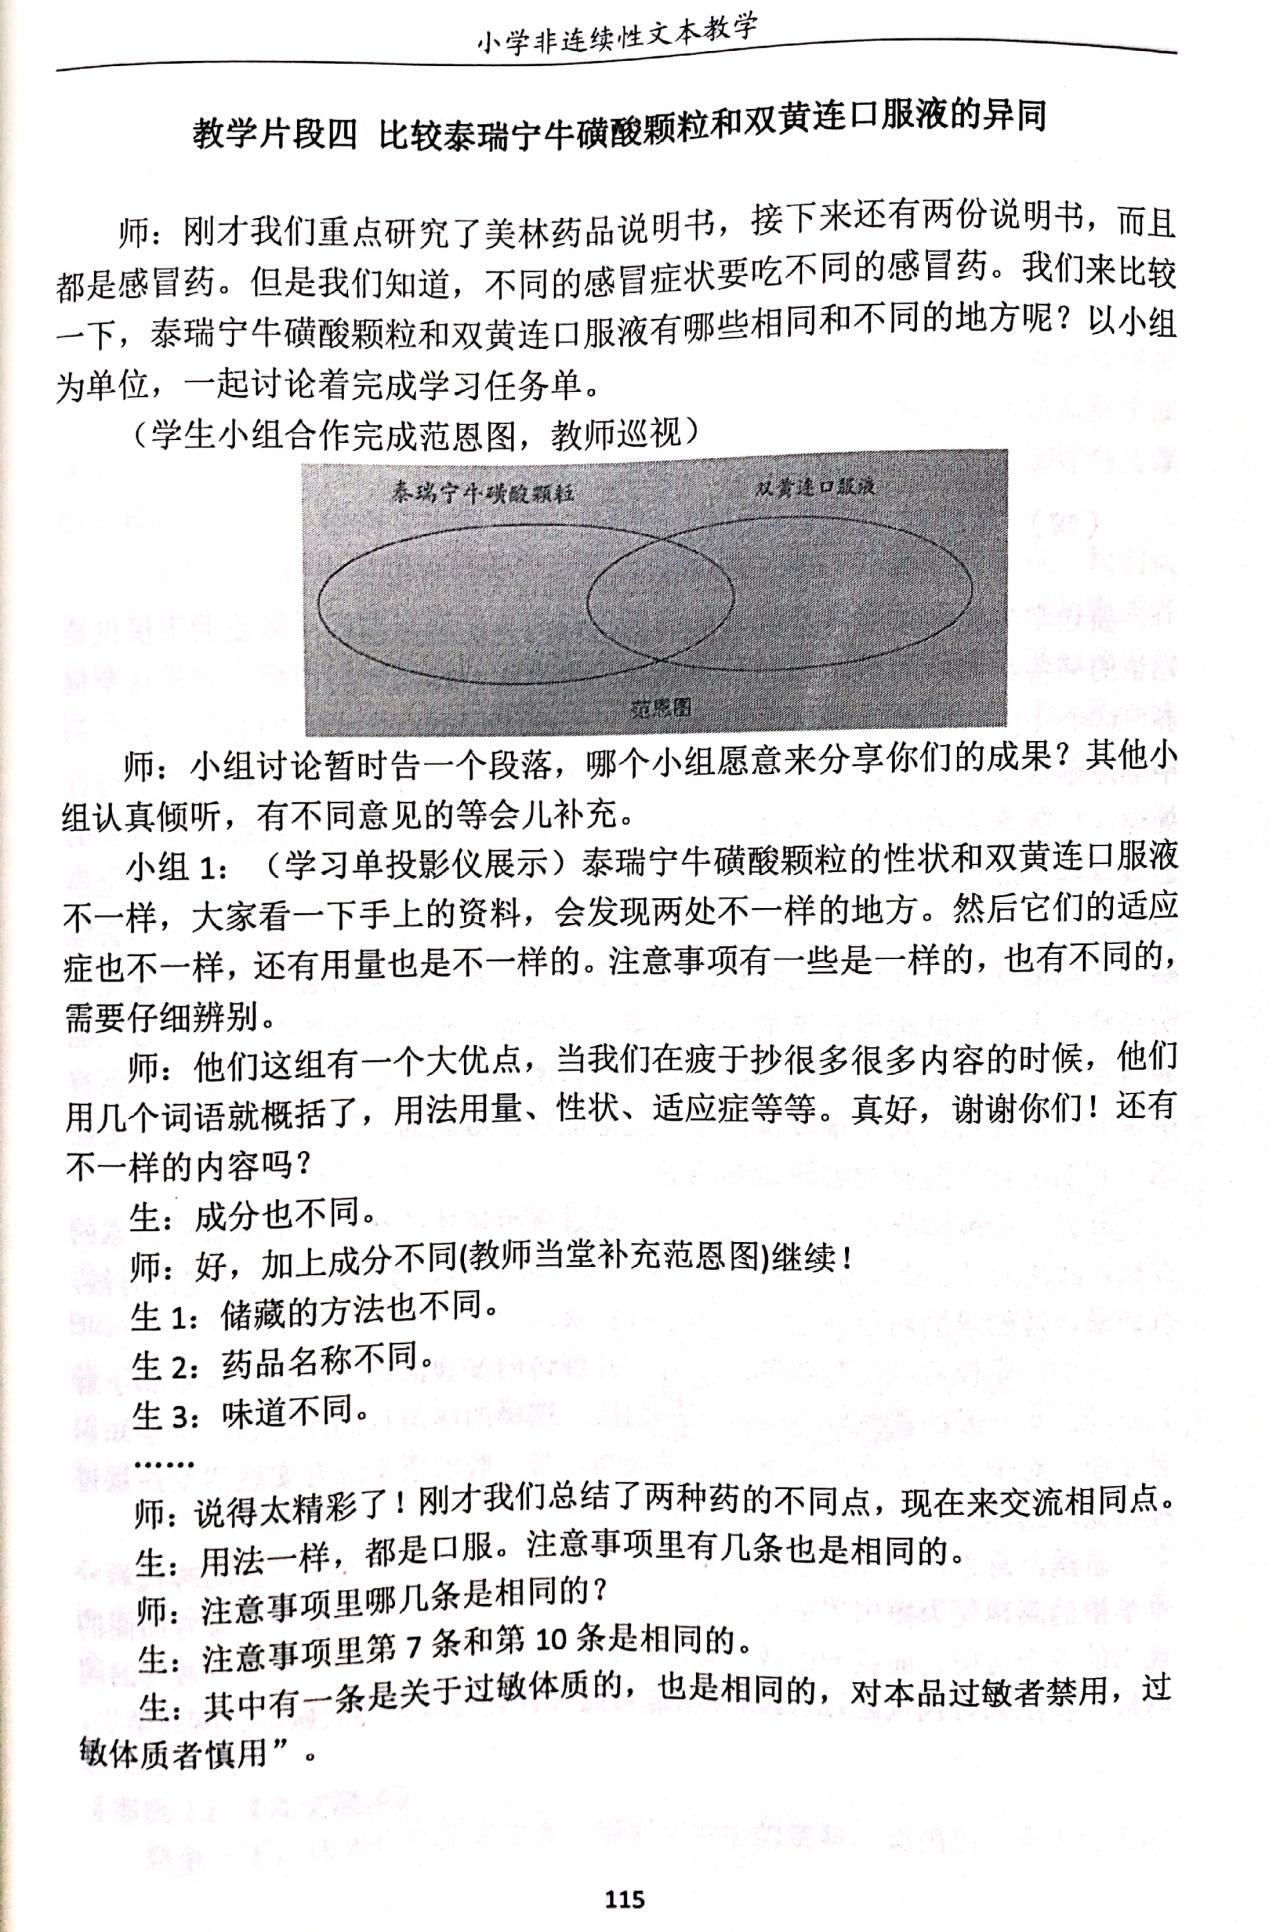 小学非连续性文本教学
教学片段四 比较泰瑞宁牛磺酸颗粒和双黄连口服液的异同
师：刚才我们重点研究了美林药品说明书，接下来还有两份说明书，而且
都是感冒药。但是我们知道，不同的感冒症状要吃不同的感冒药。我们来比较
一下，泰瑞宁牛磺酸颗粒和双黄连口服液有哪些相同和不同的地方呢？以小组
为单位，一起讨论着完成学习任务单。
（学生小组合作完成范恩图，教师巡视）
泰瑞宁牛磺酸颗粒 双黄连口服液
范恩图
师：小组讨论暂时告一个段落，哪个小组愿意来分享你们的成果？其他小
组认真倾听，有不同意见的等会儿补充。
小组 1：（学习单投影仪展示）泰瑞宁牛磺酸颗粒的性状和双黄连口服液
不一样，大家看一下手上的资料，会发现两处不一样的地方。然后它们的适应
症也不一样，还有用量也是不一样的。注意事项有一些是一样的，也有不同的，
需要仔细辨别。
师：他们这组有一个大优点，当我们在疲于抄很多很多内容的时候，他们
用几个词语就概括了，用法用量、性状、适应症等等。真好，谢谢你们！还有
不一样的内容吗？
生：成分也不同。
师：好，加上成分不同(教师当堂补充范恩图)继续！
生 1：储藏的方法也不同。
生 2：药品名称不同。
生 3：味道不同。
……
师：说得太精彩了！刚才我们总结了两种药的不同点，现在来交流相同点。
生：用法一样，都是口服。注意事项里有几条也是相同的。
师：注意事项里哪几条是相同的？
生：注意事项里第 7 条和第 10 条是相同的。
生：其中有一条是关于过敏体质的，也是相同的，对本品过敏者禁用，过
敏体质者慎用”。
115